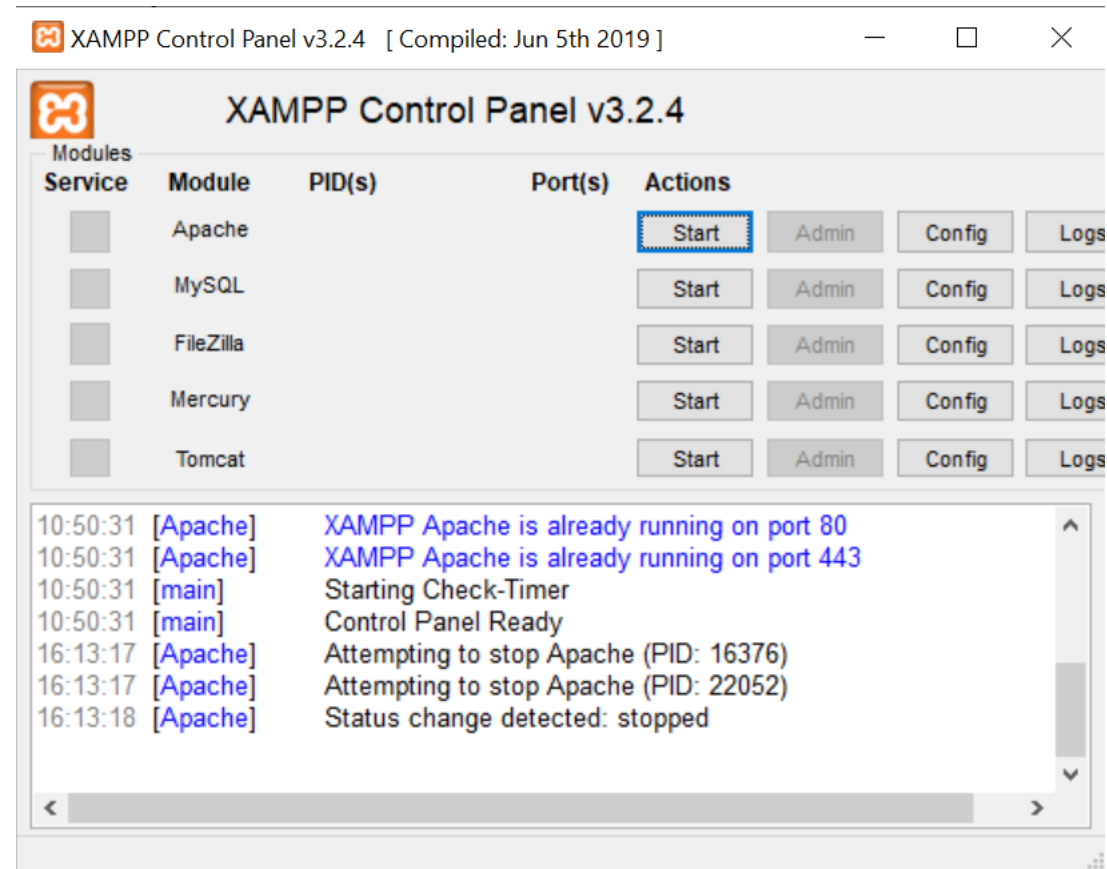 XAMPP Control Panel v3.2.4 [ Compiled: Jun 5th 2019 ]
XAMPP Control Panel v3.2.4
Modules
Service Module PID(s) Port(s) Actions
Apache Start Admin Config Logs
MySQL Start Admin Config Logs
FileZilla Start Admin Config Logs
Mercury Start Admin Config Logs
Tomcat Start Admin Config Logs
10:50:31 [Apache] XAMPP Apache is already running on port 80
10:50:31 [Apache] XAMPP Apache is already running on port 443
10:50:31 [main] Starting Check-Timer
10:50:31 [main] Control Panel Ready
16:13:17 [Apache] Attempting to stop Apache (PID: 16376)
16:13:17 [Apache] Attempting to stop Apache (PID: 22052)
16:13:18 [Apache] Status change detected: stopped